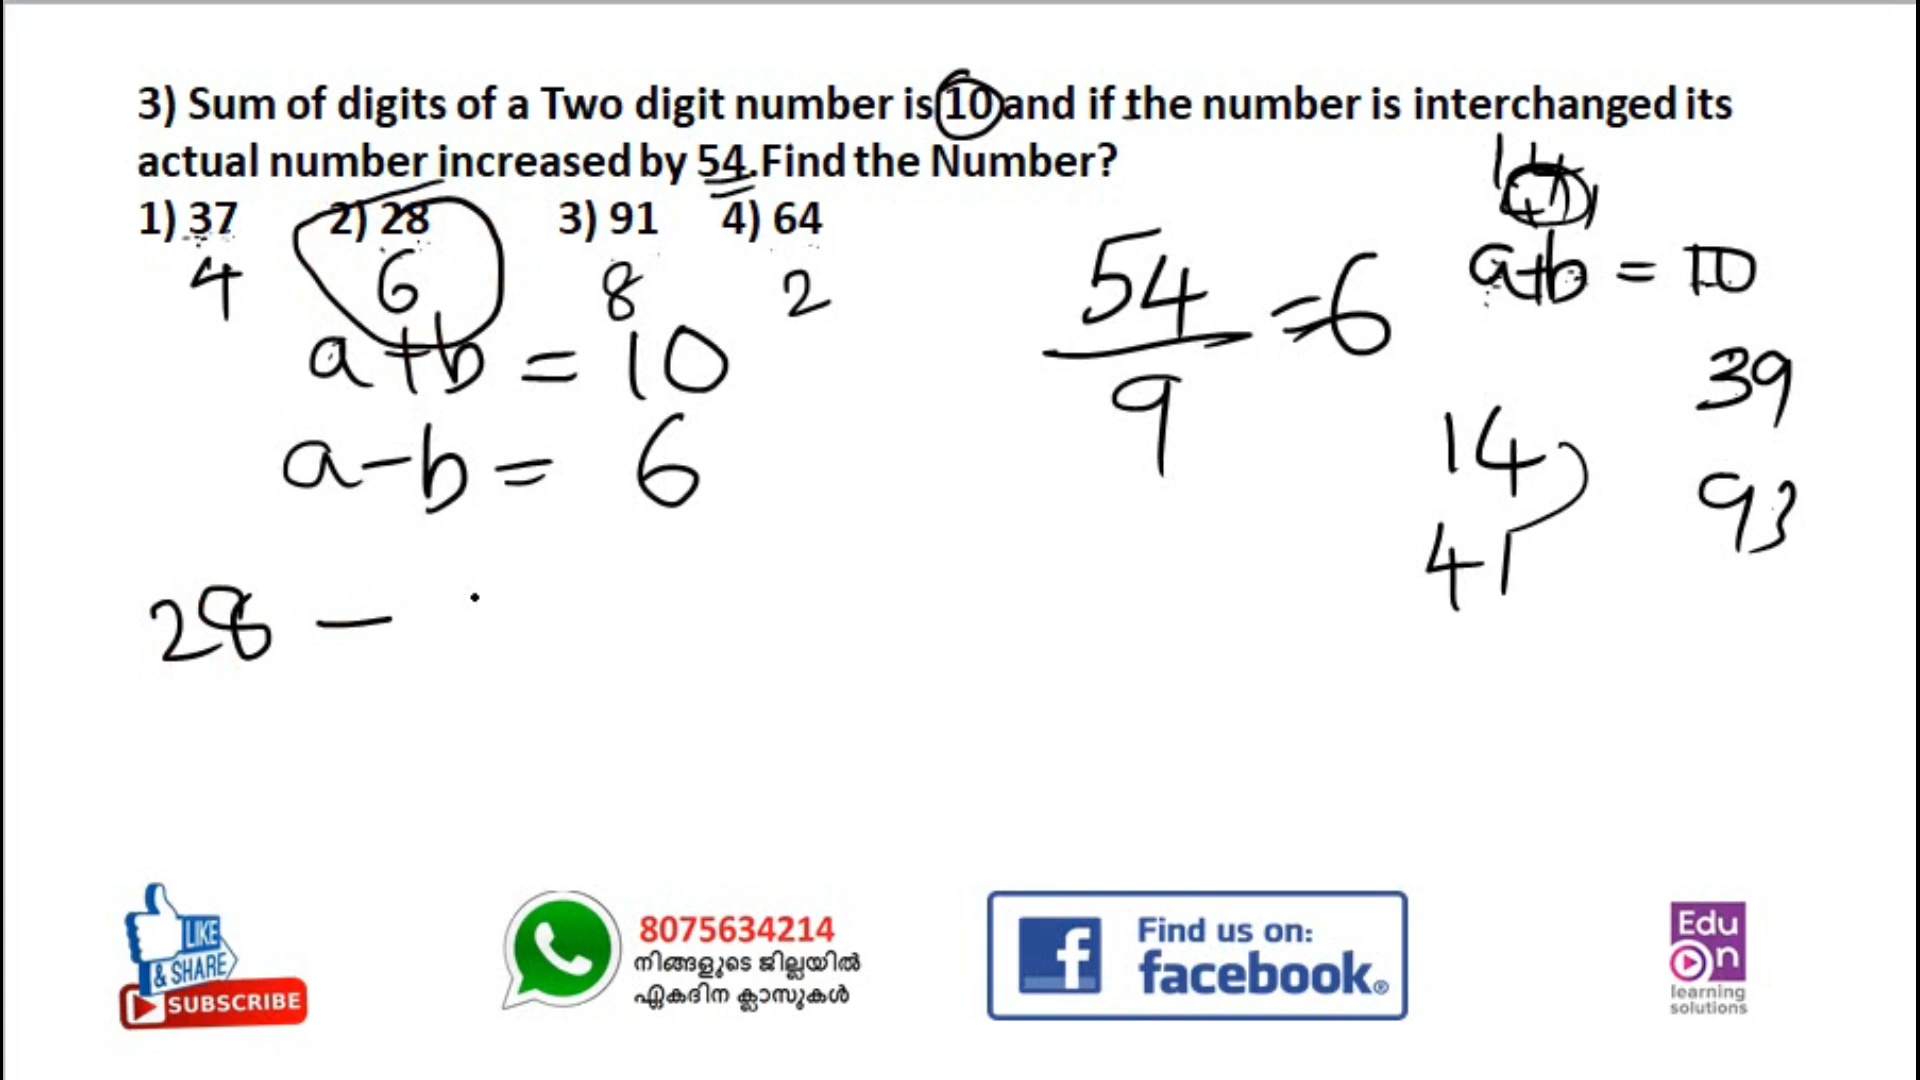 3) Sum of digits of a Two digit number is 10 and if the number is interchanged its
actual number increased by 54.Find the Number?
1) 37 2) 28 3) 91 4) 64
4 6 8 2
a+b = 10
a-b = 6
28 -
54
9
=6
14
a+b = 10
39
14
93
41
LIKE
& SHARE
SUBSCRIBE
8075634214
നിങ്ങളുടെ ജില്ലയിൽ
ഏകദിന ക്ലാസുകൾ
f
Find us on:
facebook®
Edu
On
learning
solutions